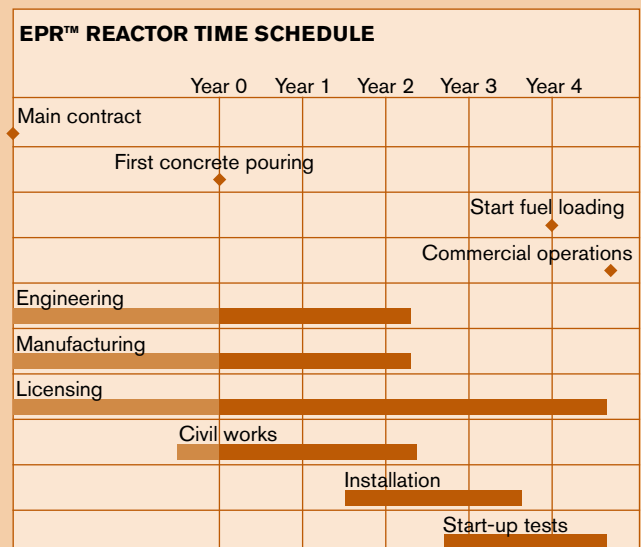 EPR™ REACTOR TIME SCHEDULE
Year 0 Year 1 Year 2 Year 3 Year 4
Main contract
First concrete pouring
Start fuel loading
Commercial operations
Engineering
Manufacturing
Licensing
Civil works
Installation
Start-up tests